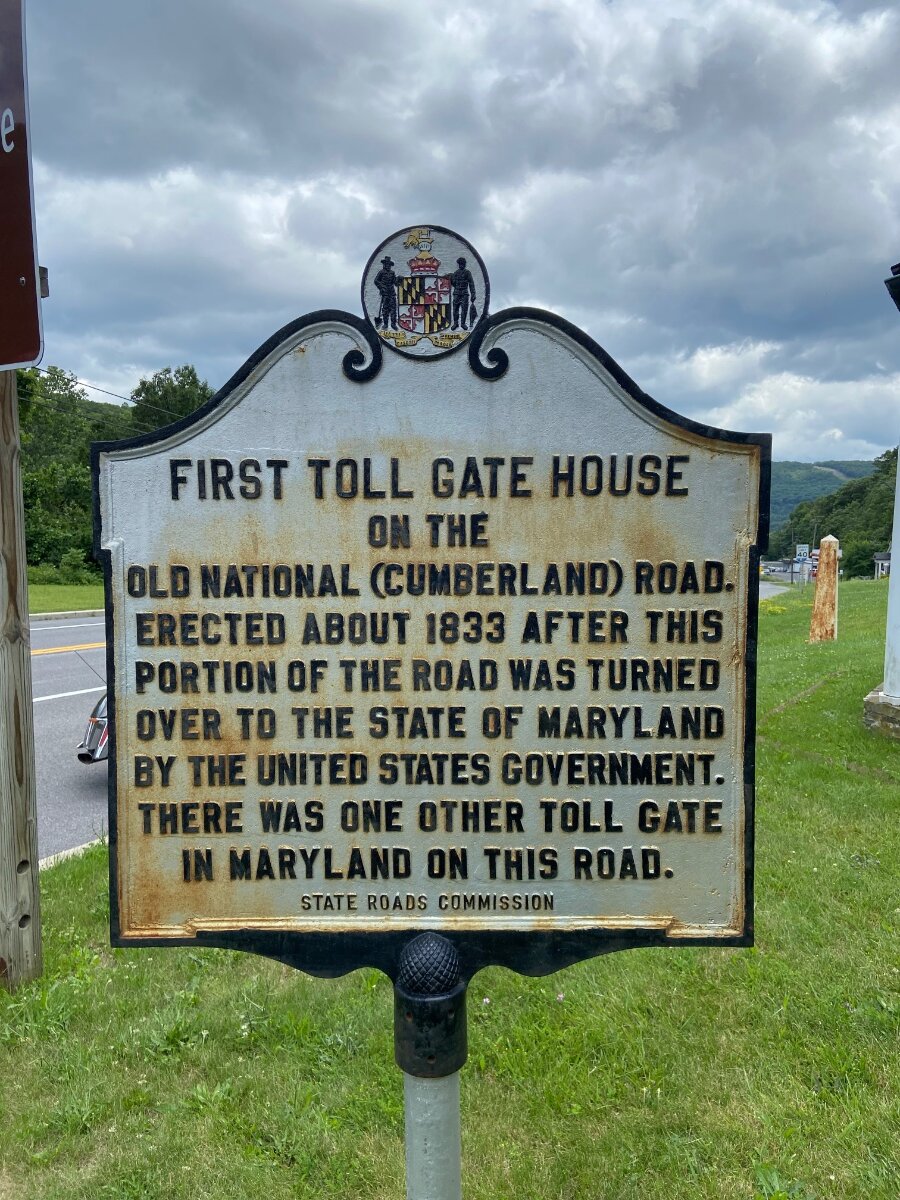 e
FIRST TOLL GATE HOUSE
ON THE
OLD NATIONAL (CUMBERLAND) ROAD.
ERECTED ABOUT 1833 AFTER THIS
PORTION OF THE ROAD WAS TURNED
OVER TO THE STATE OF MARYLAND
BY THE UNITED STATES GOVERNMENT.
THERE WAS ONE OTHER TOLL GATE
IN MARYLAND ON THIS ROAD.
STATE ROADS COMMISSION
40